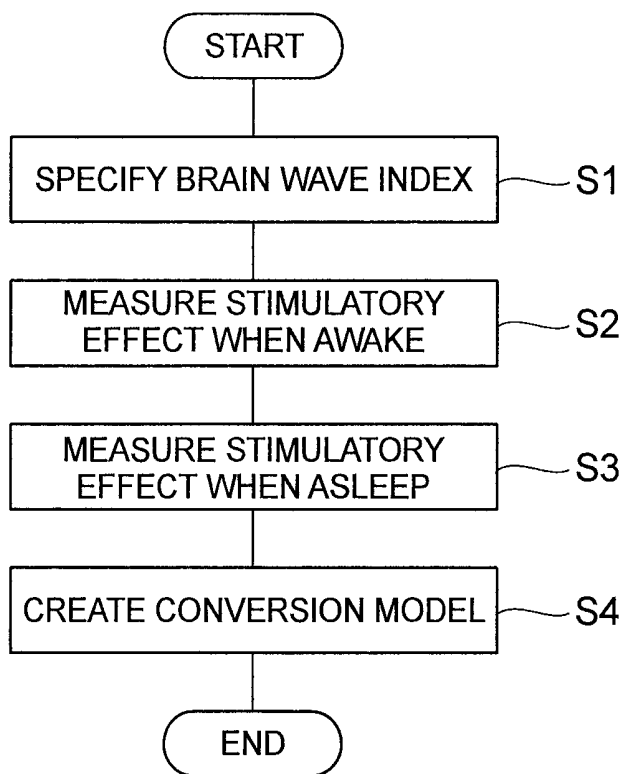 START
SPECIFY BRAIN WAVE INDEX
S1
MEASURE STIMULATORY
EFFECT WHEN AWAKE
S2
MEASURE STIMULATORY
EFFECT WHEN ASLEEP
S3
CREATE CONVERSION MODEL
S4
END